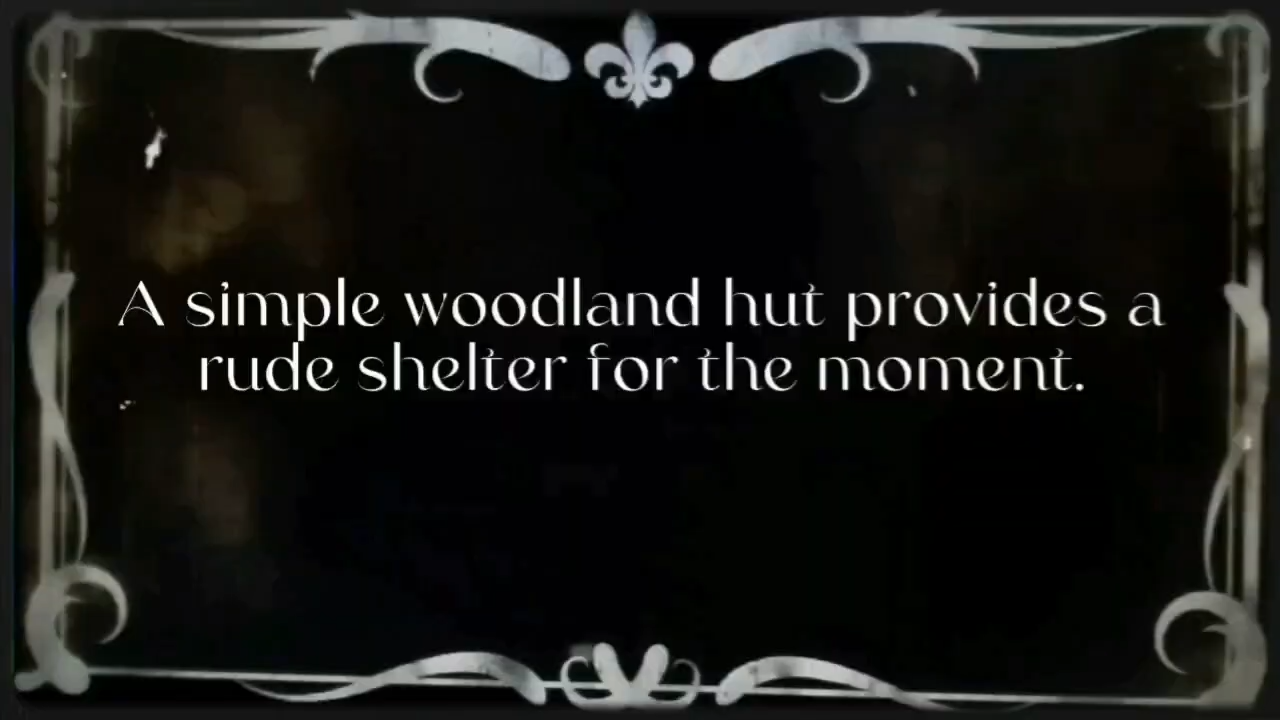 A simple woodland hut provides a
rude shelter for the moment.